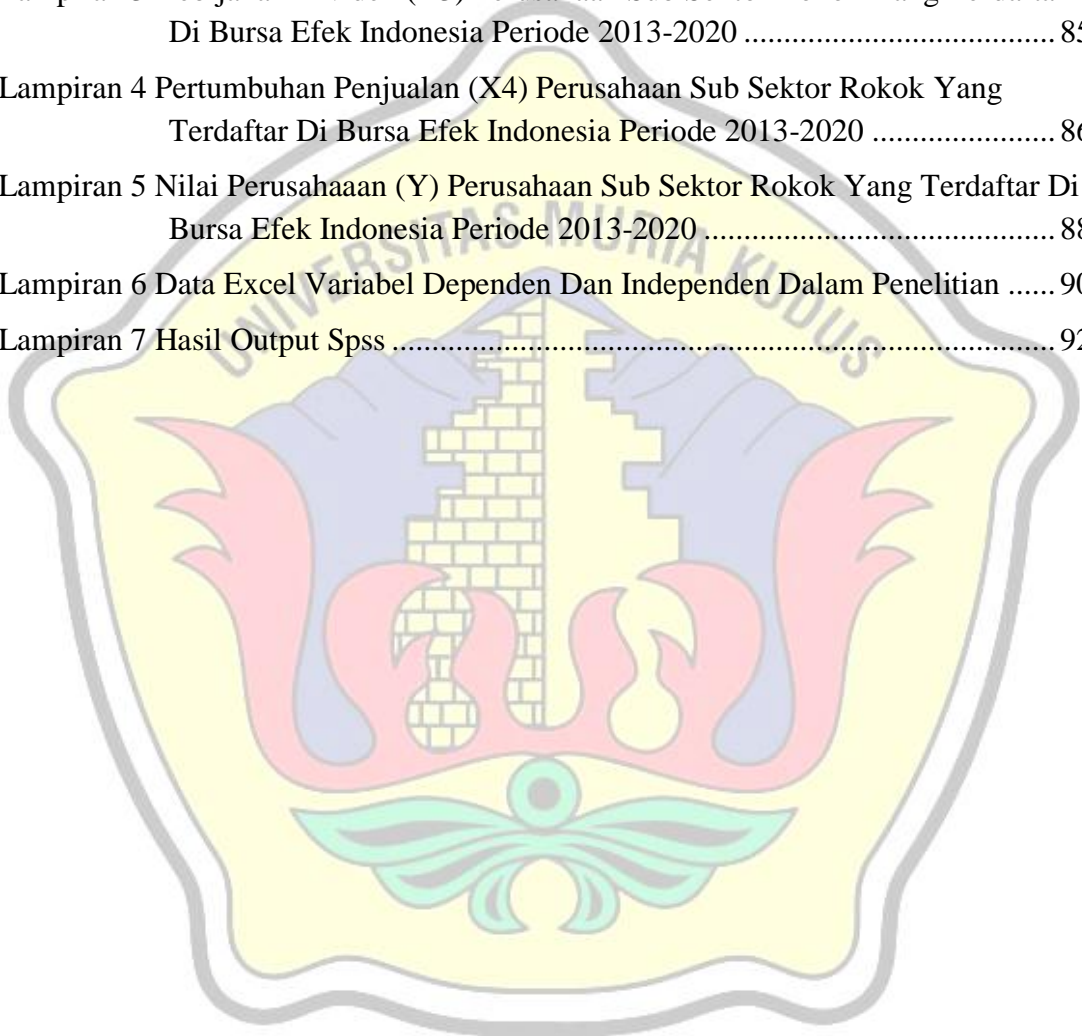 Di Bursa Efek Indonesia Periode 2013-2020 ....................................... 85
Lampiran 4 Pertumbuhan Penjualan (X4) Perusahaan Sub Sektor Rokok Yang
Terdaftar Di Bursa Efek Indonesia Periode 2013-2020 ....................... 86
Lampiran 5 Nilai Perusahaaan (Y) Perusahaan Sub Sektor Rokok Yang Terdaftar Di
Bursa Efek Indonesia Periode 2013-2020 ............................................ 88
Lampiran 6 Data Excel Variabel Dependen Dan Independen Dalam Penelitian ...... 90
Lampiran 7 Hasil Output Spss ................................................................................... 92
UNIVERSITAS MURIA KUDUS